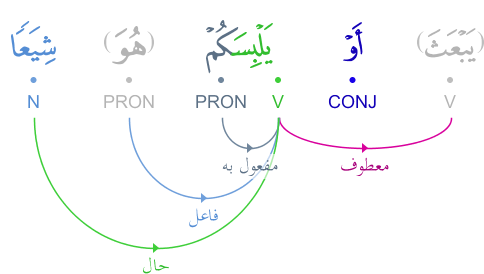 (يَبْعَثَ) أَوْ يَلْبِسَكُمْ (هُوَ) شِيَعًا
V CONJ V PRON PRON N
معطوف مفعول به
فاعل
حال